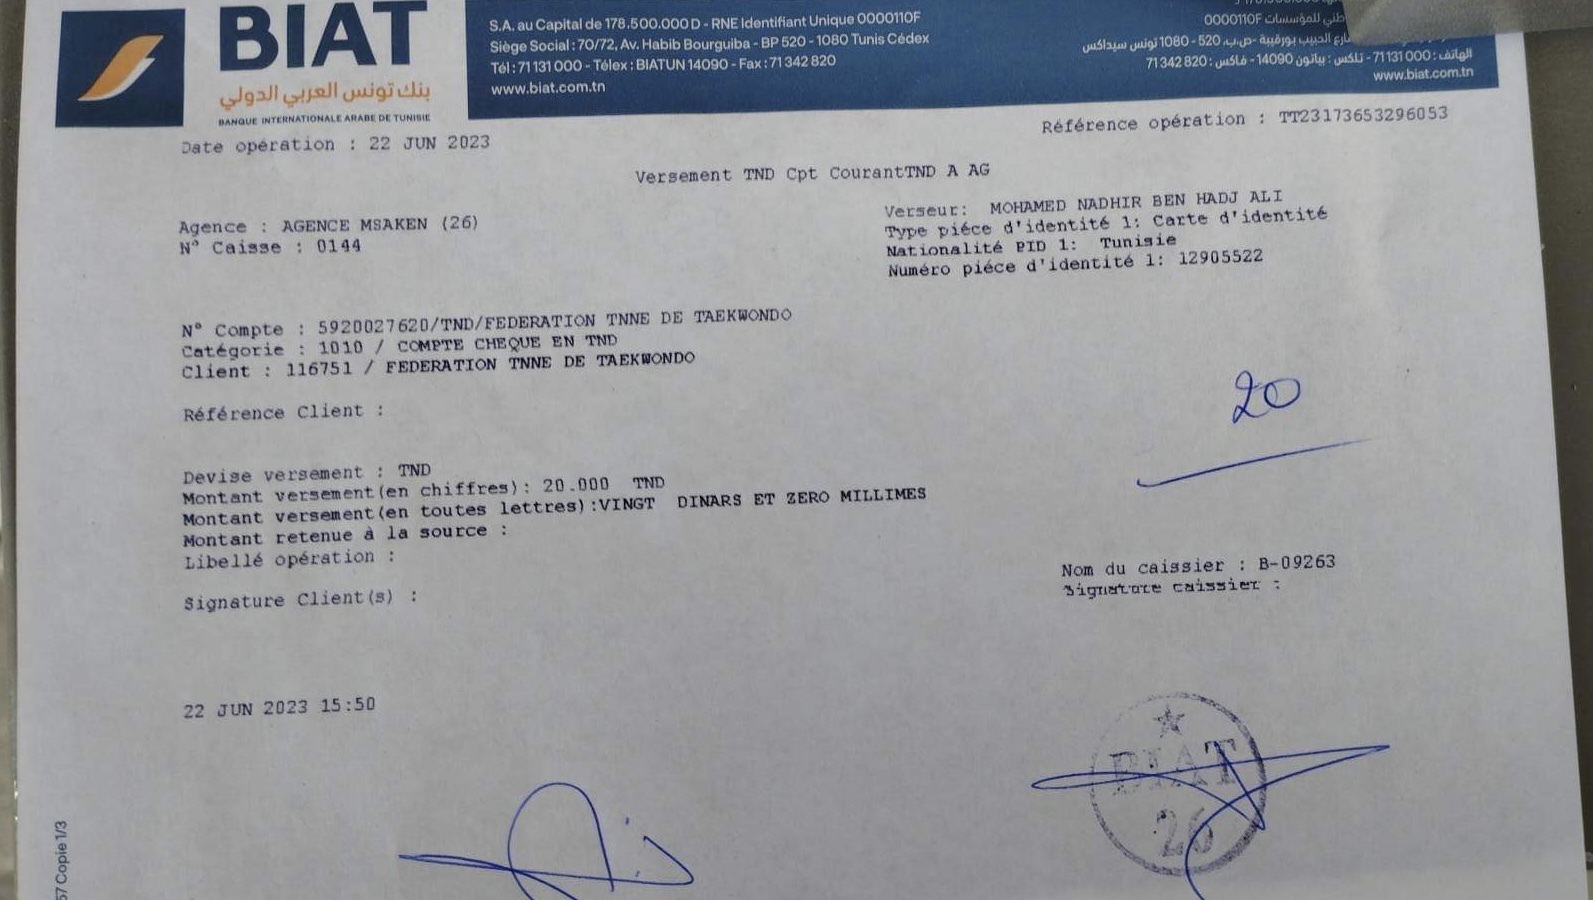 BIAT
بنك تونس العربي الدولي
BANQUE INTERNATIONALE ARABE DE TUNISIE
S.A. au Capital de 178.500.000 D - RNE Identifiant Unique 0000110F
Siège Social : 70/72, Av. Habib Bourguiba - BP 520 - 1080 Tunis Cédex
Tél : 71 131 000 - Télex : BIATUN 14090 - Fax : 71 342 820
www.biat.com.tn
للمؤسسات 0000110F
الحبيب بورقيبة -ص.ب. 520 - 1080 تونس سيداكس
الهاتف : 71 131 000 - تلكس : بياتون 14090 - فاكس : 71 342 820
www.biat.com.tn
Date opération : 22 JUN 2023
Référence opération : TT23173653296053
Versement TND Cpt CourantTND A AG
Agence : AGENCE MSAKEN (26)
N° Caisse : 0144
Verseur: MOHAMED NADHIR BEN HADJ ALI
Type piéce d'identité 1: Carte d'identité
Nationalité PID 1: Tunisie
Numéro piéce d'identité 1: 12905522
N° Compte : 5920027620/TND/FEDERATION TNNE DE TAEKWONDO
Catégorie : 1010 / COMPTE CHEQUE EN TND
Client : 116751 / FEDERATION TNNE DE TAEKWONDO
20
Référence Client :
Devise versement : TND
Montant versement(en chiffres): 20.000 TND
Montant versement(en toutes lettres):VINGT DINARS ET ZERO MILLIMES
Montant retenue à la source :
Libellé opération :
Nom du caissier : B-09263
Signature caissier :
Signature Client(s) :
22 JUN 2023 15:50
BIAT
26
57 Copie 1/3